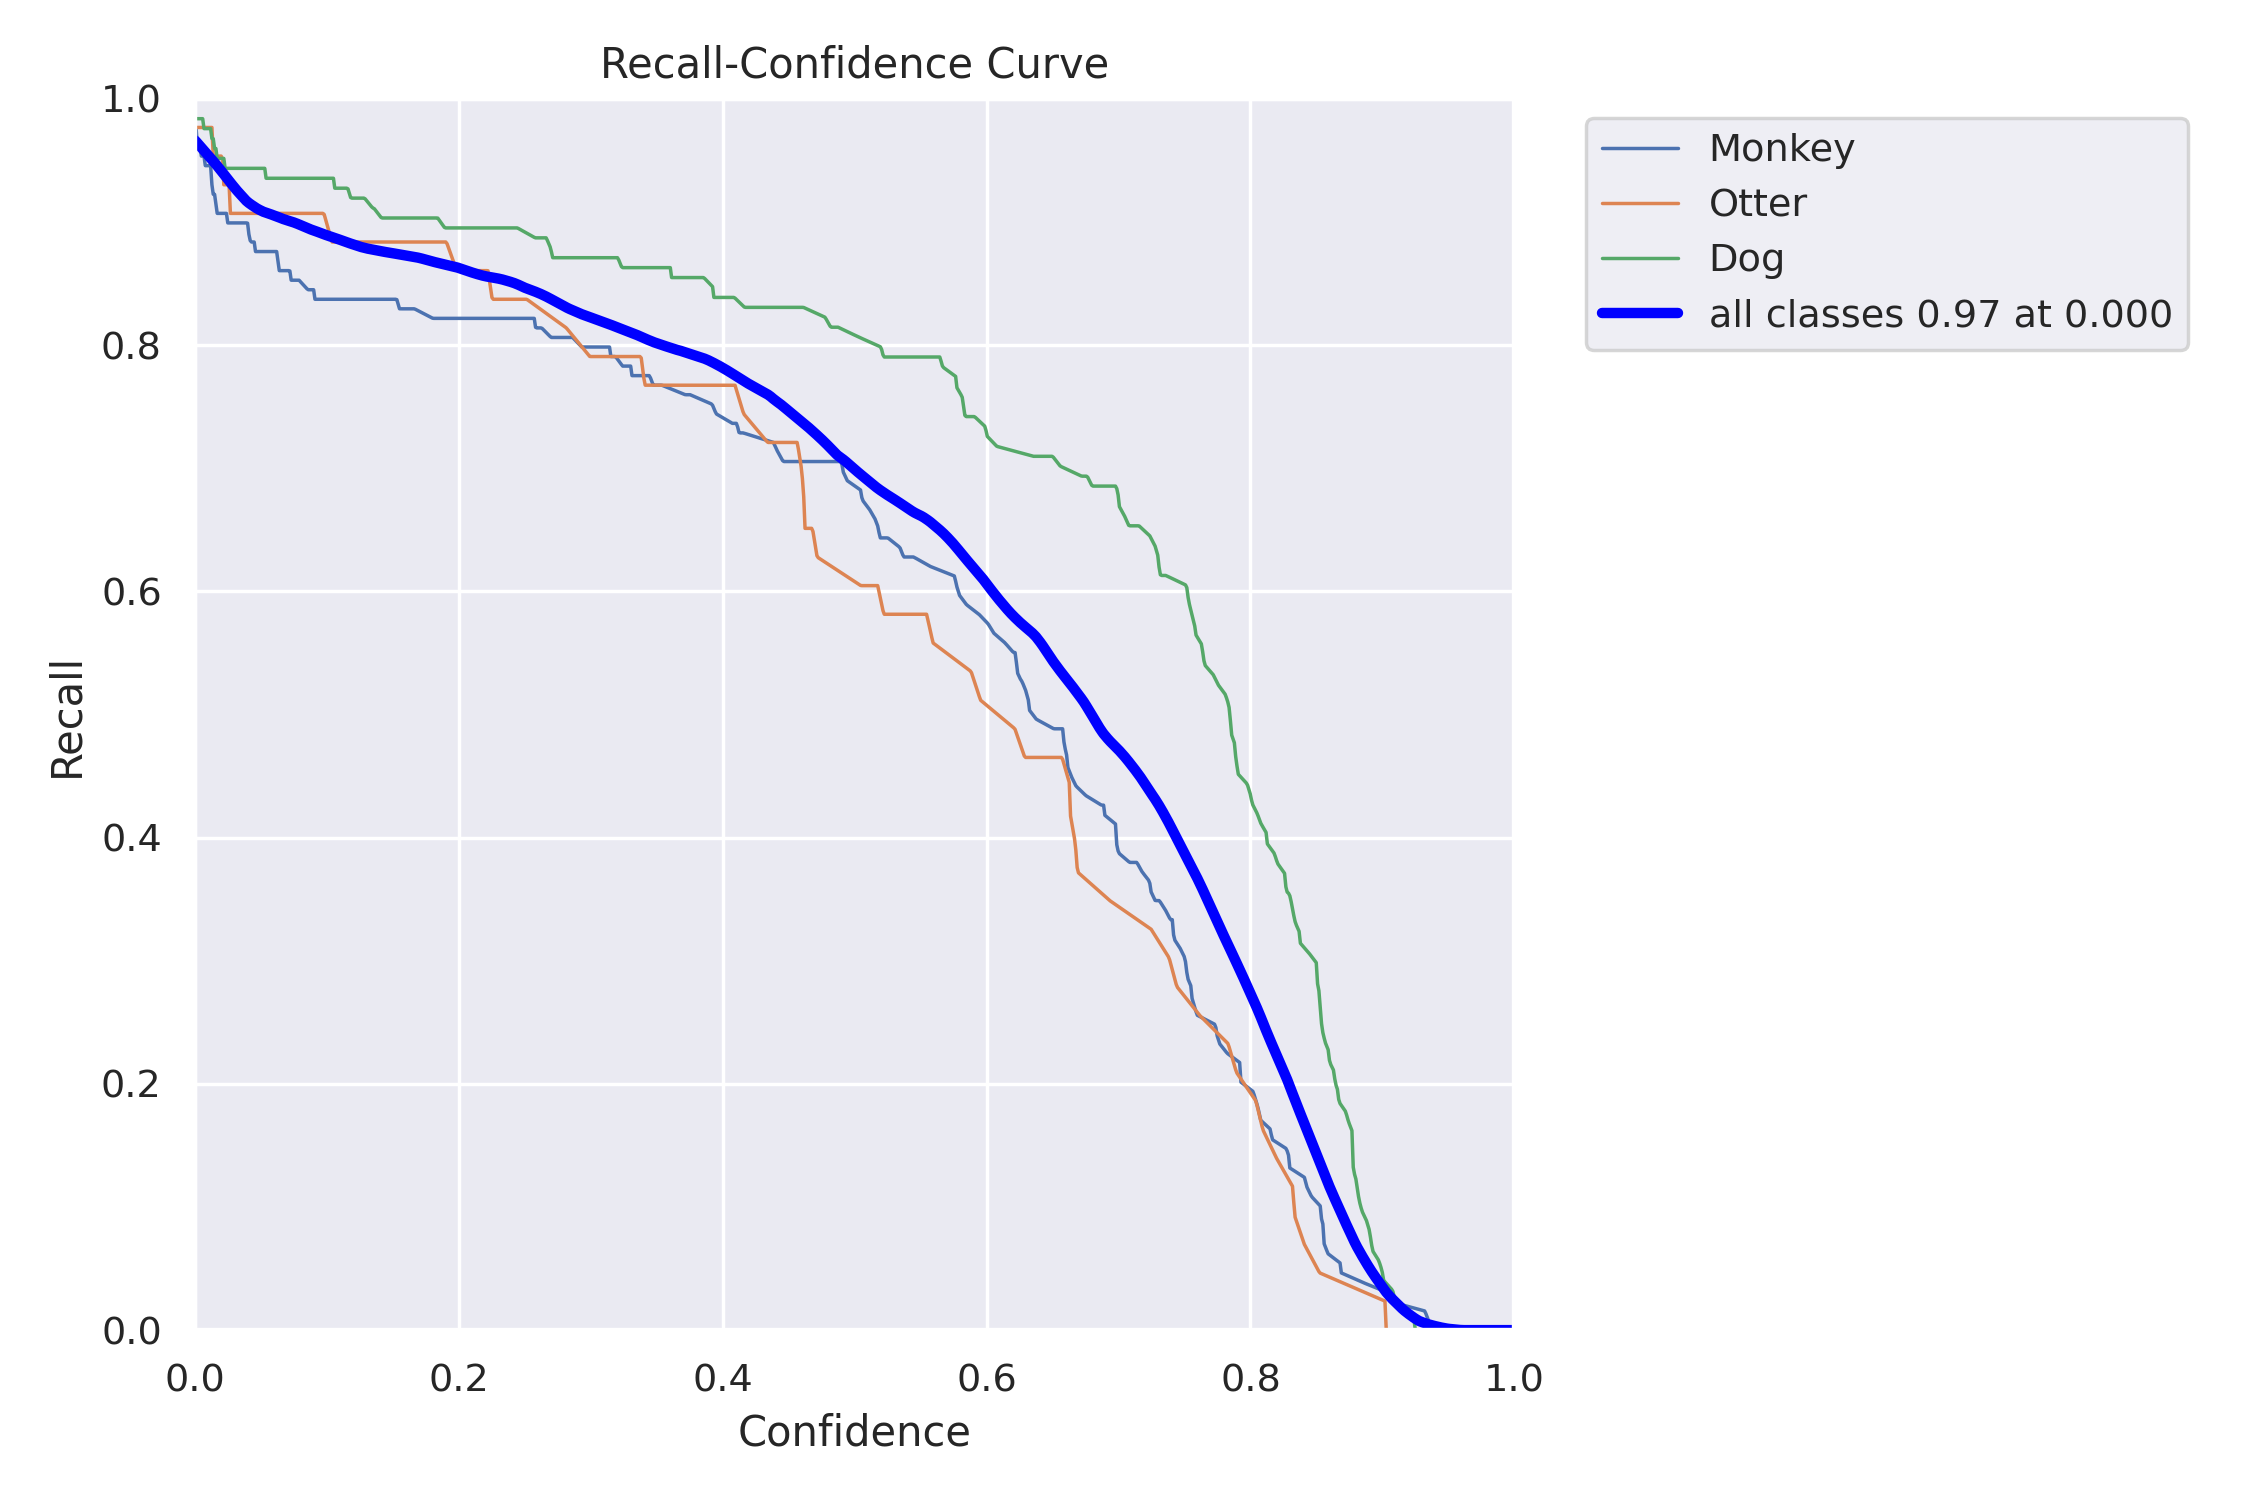 Recall-Confidence Curve
1.0
0.8
0.6
0.4
0.2
0.0
Recall
0.0 0.2 0.4 0.6 0.8 1.0
Confidence
Monkey
Otter
Dog
all classes 0.97 at 0.000